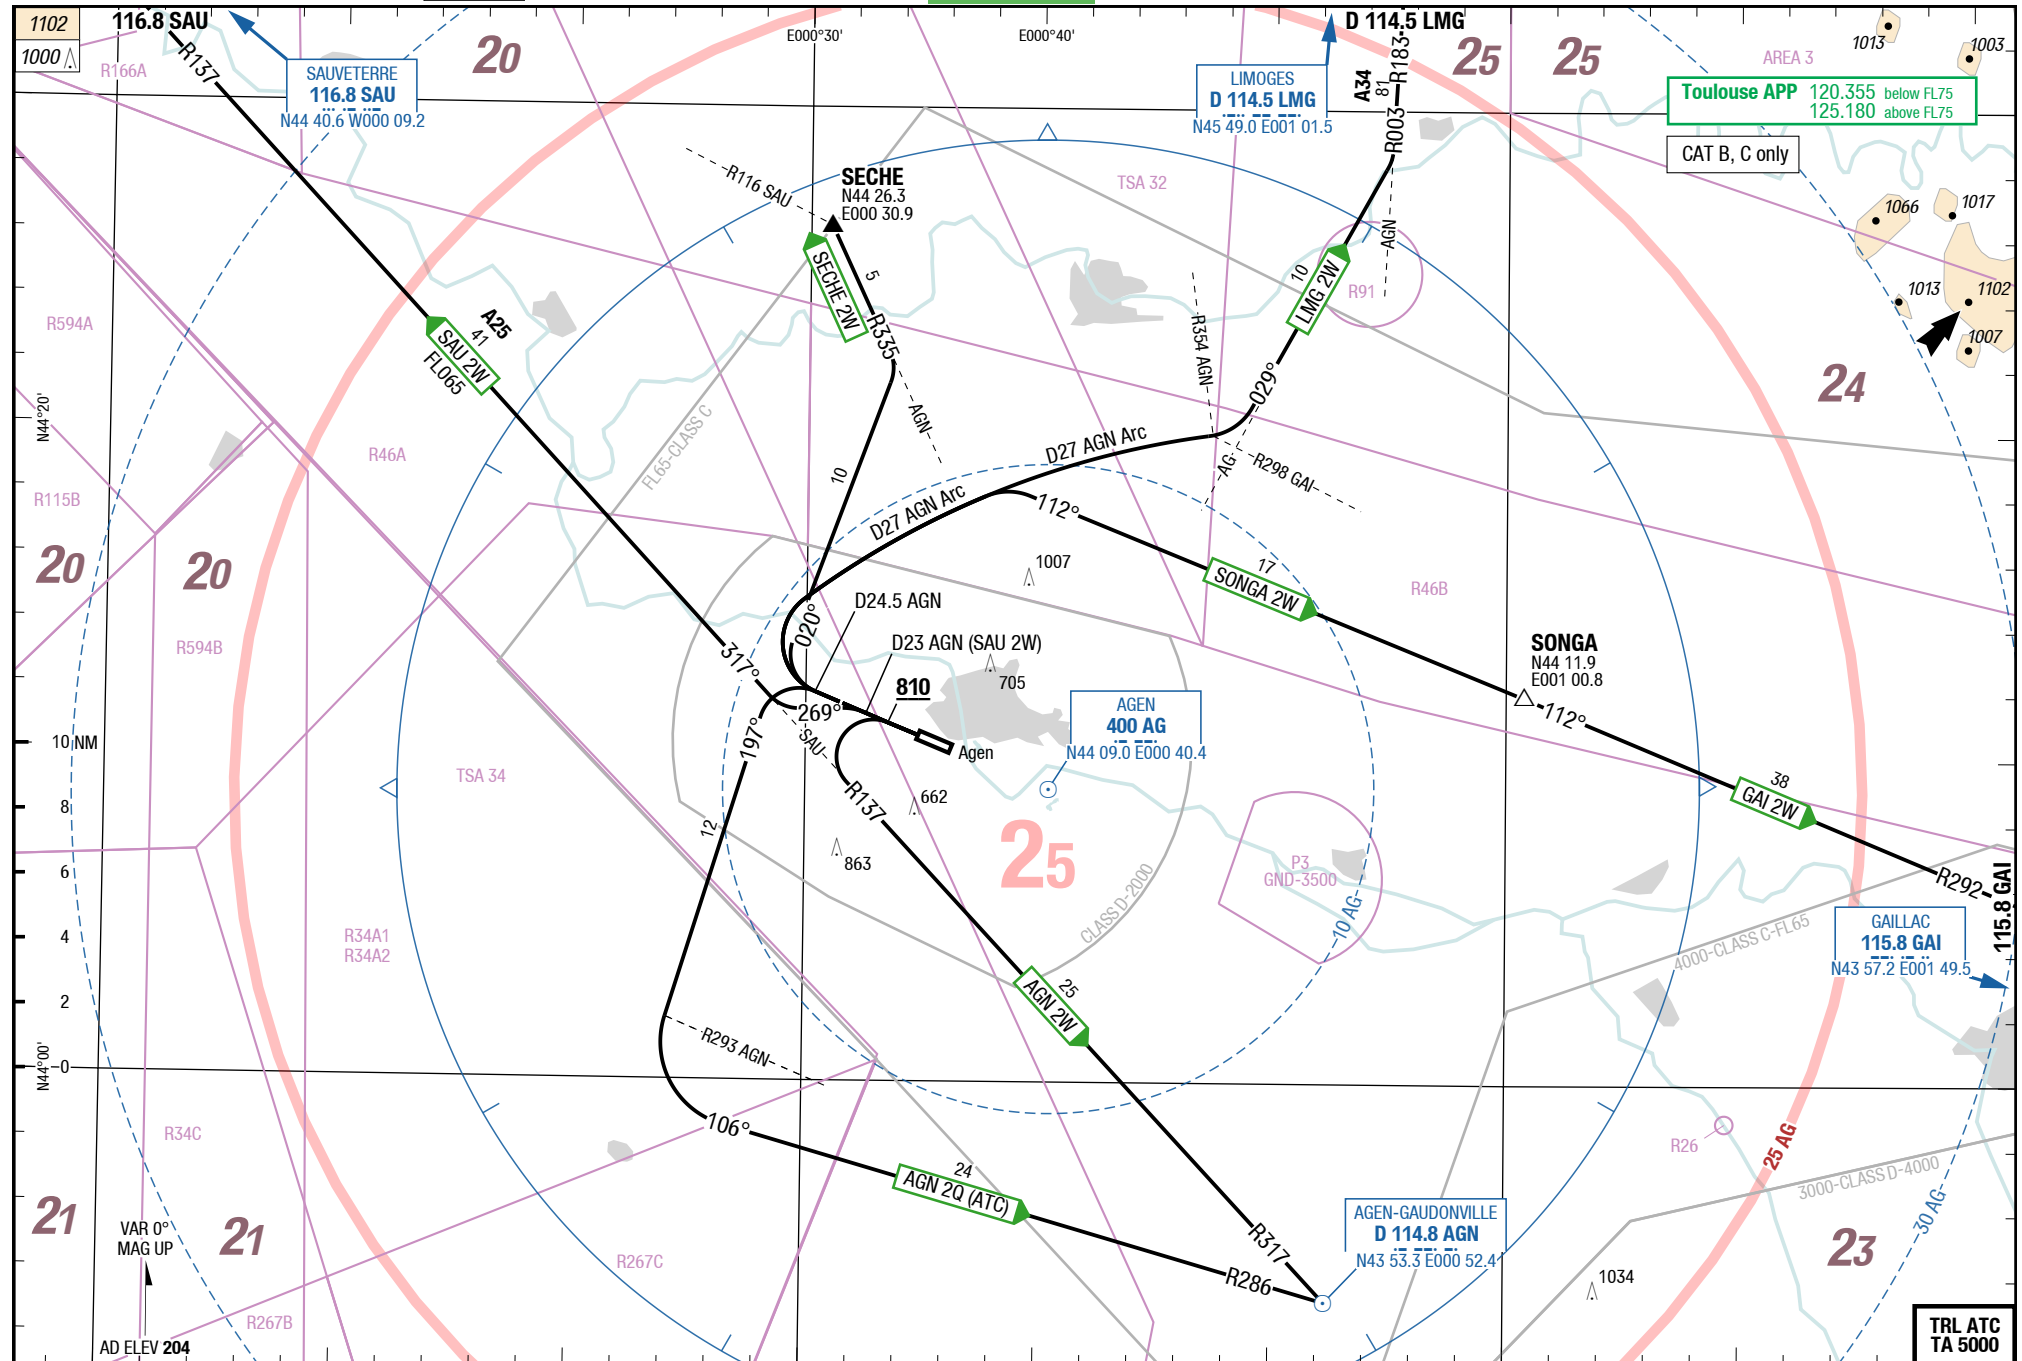 1102
1000
116.8 SAU
R137
R166A
20
SAUVETERRE
116.8 SAU
N44 40.6 W000 09.2
E000°30'
E000°40'
LIMOGES
D 114.5 LMG
N45 49.0 E001 01.5
D 114.5 LMG
A34
81
R183
R003
25
25
AREA 3
1013
1003
Toulouse APP 120.355 below FL75
125.180 above FL75
CAT B, C only
1066
1017
1013
1102
1007
24
R116 SAU
SECHE
N44 26.3
E000 30.9
TSA 32
SECHE 2W
5
R335
AGN
10
LMG 2W
R91
AGN
R354 AGN
029°
R594A
A25
41
SAU 2W
FL065
N44°20'
R46A
FL65-CLASS C
R115B
20
20
10
D27 AGN Arc
D27 AGN Arc
AG
R298 GAI
112°
1007
17
SONGA 2W
R46B
R594B
020°
D24.5 AGN
D23 AGN (SAU 2W)
317°
810
705
SONGA
N44 11.9
E001 00.8
112°
269°
SAU
197°
Agen
AGEN
400 AG
N44 09.0 E000 40.4
10 NM
8
6
4
2
0
TSA 34
R137
662
863
12
25
38
GAI 2W
P3
GND-3500
R292
115.8 GAI
CLASS D-2000
10 AG
GAILLAC
115.8 GAI
N43 57.2 E001 49.5
4000-CLASS C-FL65
R34A1
R34A2
25
AGN 2W
R293 AGN
N44°00'
R34C
106°
24
AGN 2Q (ATC)
R26
25 AG
3000-CLASS D-4000
30 AG
21
21
VAR 0°
MAG UP
R267C
R317
R286
AGEN-GAUDONVILLE
D 114.8 AGN
N43 53.3 E000 52.4
1034
23
R267B
AD ELEV 204
TRL ATC
TA 5000